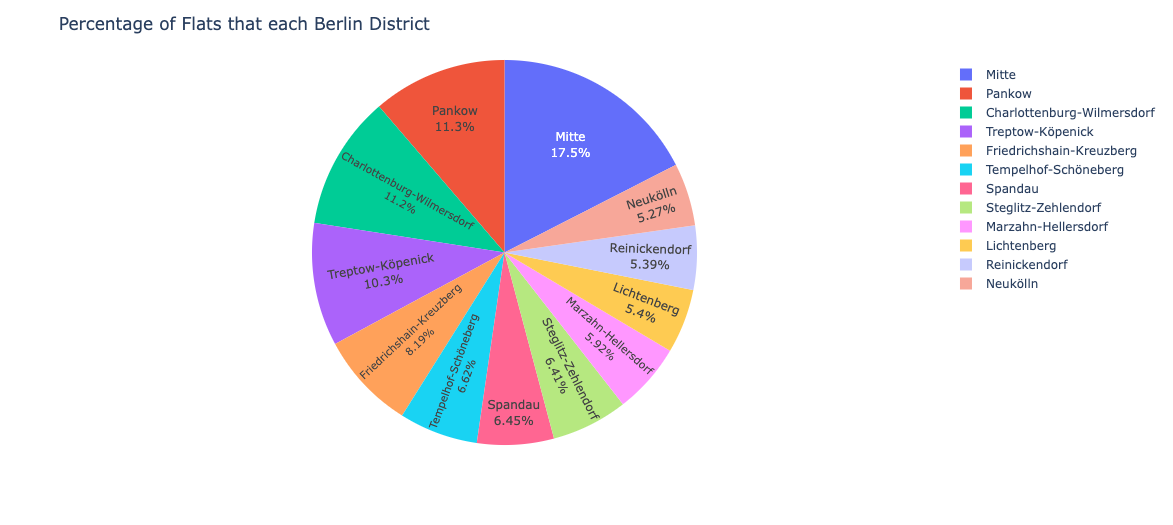 Percentage of Flats that each Berlin District
Mitte
17.5%
Pankow
11.3%
Charlottenburg-Wilmersdorf
11.2%
Treptow-Köpenick
10.3%
Friedrichshain-Kreuzberg
8.19%
Tempelhof-Schöneberg
6.62%
Spandau
6.45%
Steglitz-Zehlendorf
6.41%
Marzahn-Hellersdorf
5.92%
Lichtenberg
5.4%
Reinickendorf
5.39%
Neukölln
5.27%
Mitte
Pankow
Charlottenburg-Wilmersdorf
Treptow-Köpenick
Friedrichshain-Kreuzberg
Tempelhof-Schöneberg
Spandau
Steglitz-Zehlendorf
Marzahn-Hellersdorf
Lichtenberg
Reinickendorf
Neukölln